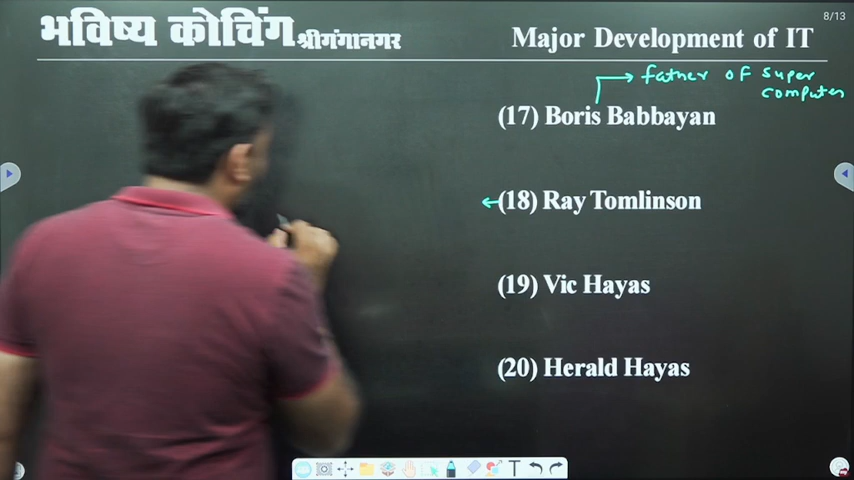 भविष्य कोचिंग श्रीगंगानगर
Major Development of IT
8/13
Father of Super
Computer
(17) Boris Babbayan
(18) Ray Tomlinson
(19) Vic Hayas
(20) Herald Hayas
T